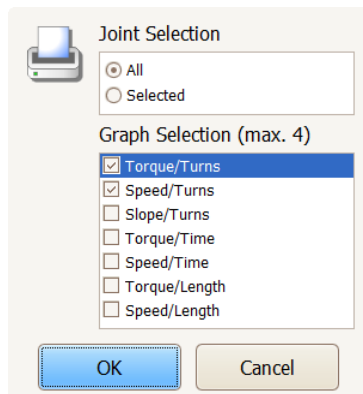 Joint Selection
All
Selected
Graph Selection (max. 4)
Torque/Turns
Speed/Turns
Slope/Turns
Torque/Time
Speed/Time
Torque/Length
Speed/Length
OK Cancel